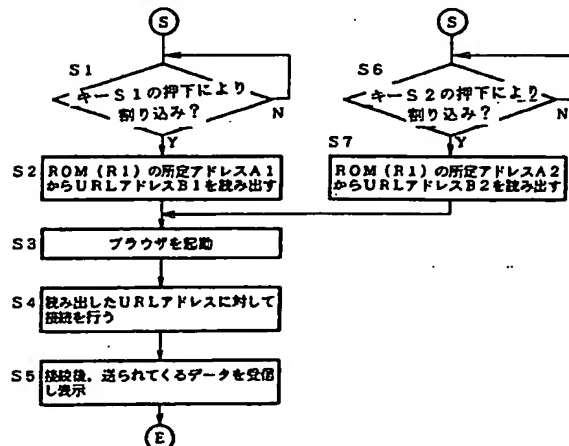 S
S
S1
キーS1の押下により
割り込み?
N
Y
S6
キーS2の押下により
割り込み?
N
Y
S2
ROM(R1)の所定アドレスA1
からURLアドレスB1を読み出す
S7
ROM(R1)の所定アドレスA2
からURLアドレスB2を読み出す
S3
ブラウザを起動
S4
読み出したURLアドレスに対して
接続を行う
S5
接続後,送られてくるデータを受信
し表示
E